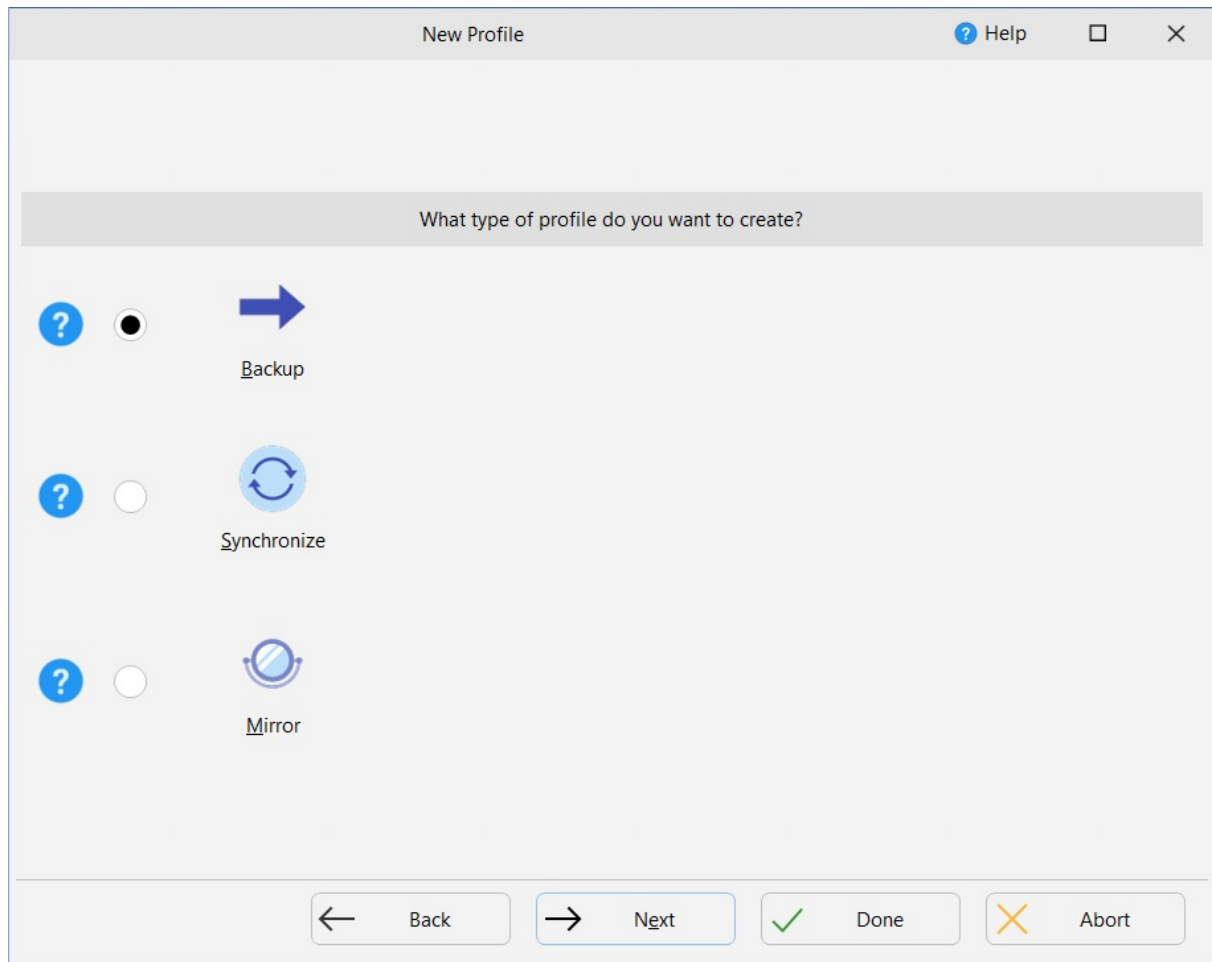 New Profile
Help
What type of profile do you want to create?
Backup
Synchronize
Mirror
Back
Next
Done
Abort